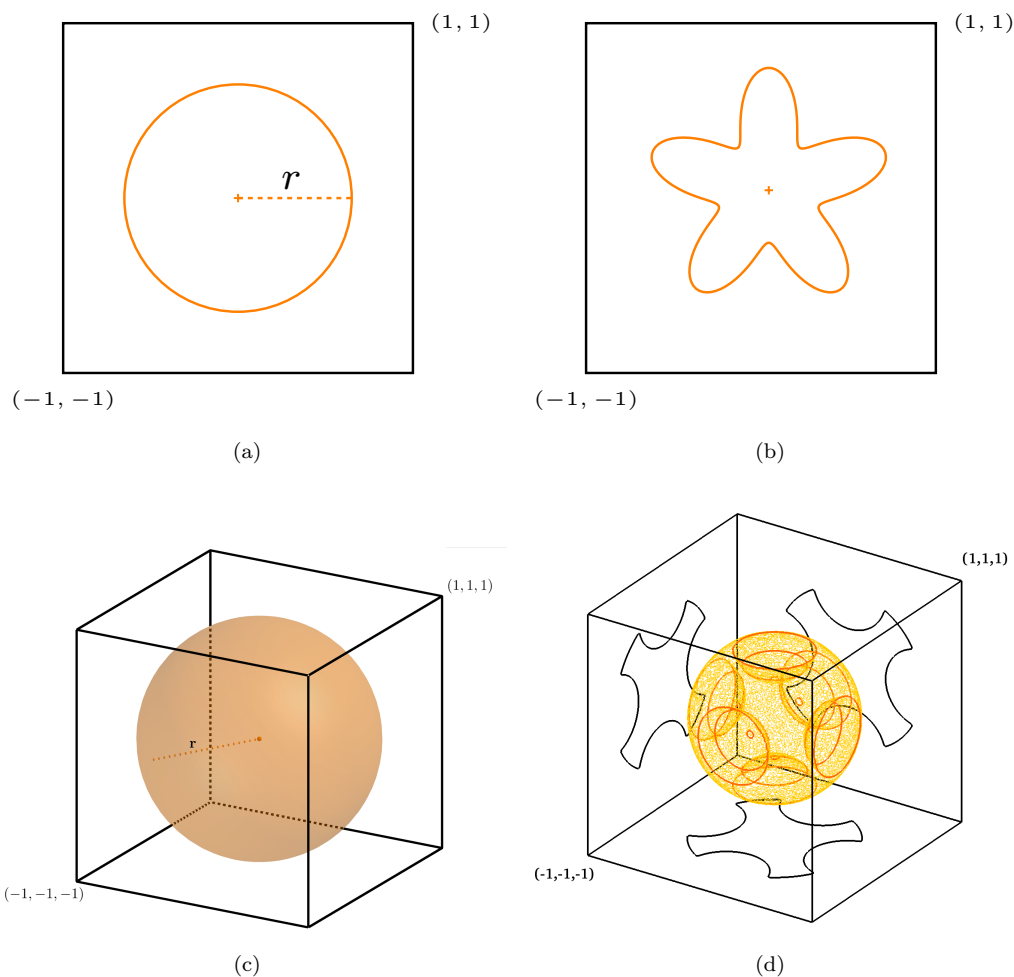 (1, 1)
(1, 1)
r
(−1, −1)
(−1, −1)
(a)
(b)
(1, 1, 1)
(1,1,1)
r
(−1, −1, −1)
(-1,-1,-1)
(c)
(d)